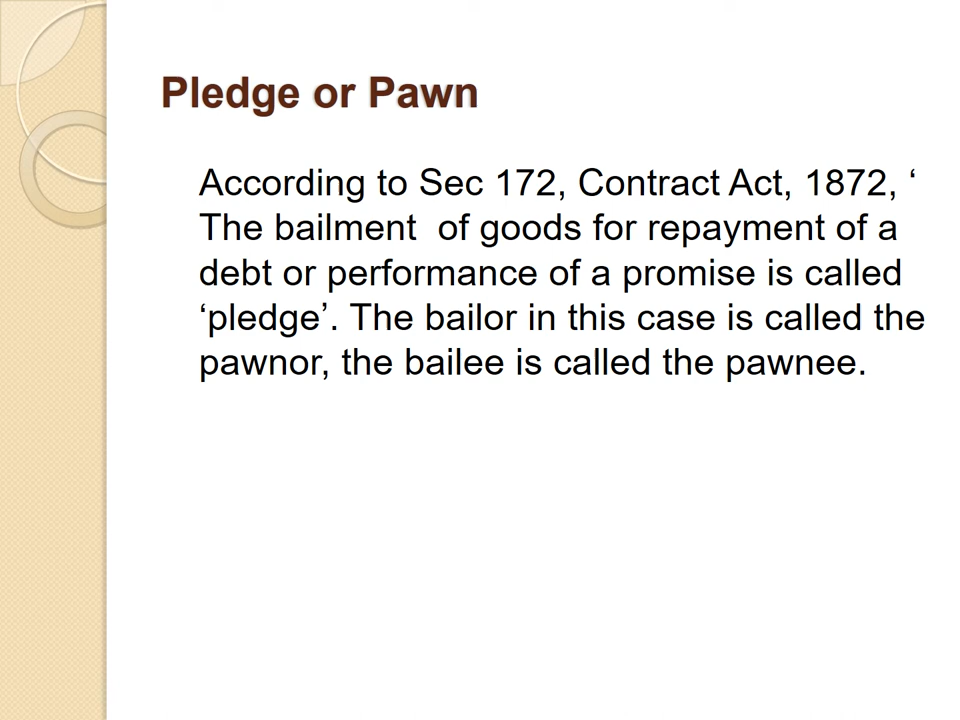 Pledge or Pawn
According to Sec 172, Contract Act, 1872, ‘
The bailment  of goods for repayment of a
debt or performance of a promise is called
‘pledge’. The bailor in this case is called the
pawnor, the bailee is called the pawnee.